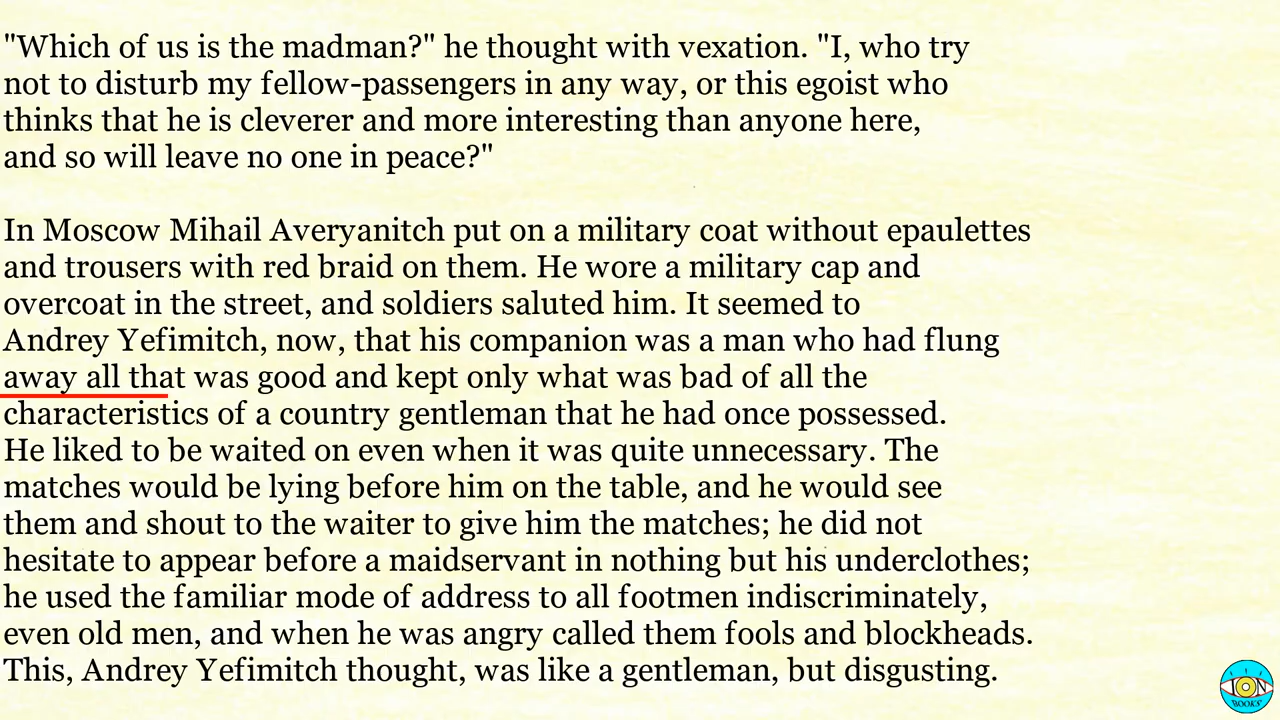 "Which of us is the madman?" he thought with vexation. "I, who try
not to disturb my fellow-passengers in any way, or this egoist who
thinks that he is cleverer and more interesting than anyone here,
and so will leave no one in peace?"
In Moscow Mihail Averyanitch put on a military coat without epaulettes
and trousers with red braid on them. He wore a military cap and
overcoat in the street, and soldiers saluted him. It seemed to
Andrey Yefimitch, now, that his companion was a man who had flung
away all that was good and kept only what was bad of all the
characteristics of a country gentleman that he had once possessed.
He liked to be waited on even when it was quite unnecessary. The
matches would be lying before him on the table, and he would see
them and shout to the waiter to give him the matches; he did not
hesitate to appear before a maidservant in nothing but his underclothes;
he used the familiar mode of address to all footmen indiscriminately,
even old men, and when he was angry called them fools and blockheads.
This, Andrey Yefimitch thought, was like a gentleman, but disgusting.
ION
BOOKS